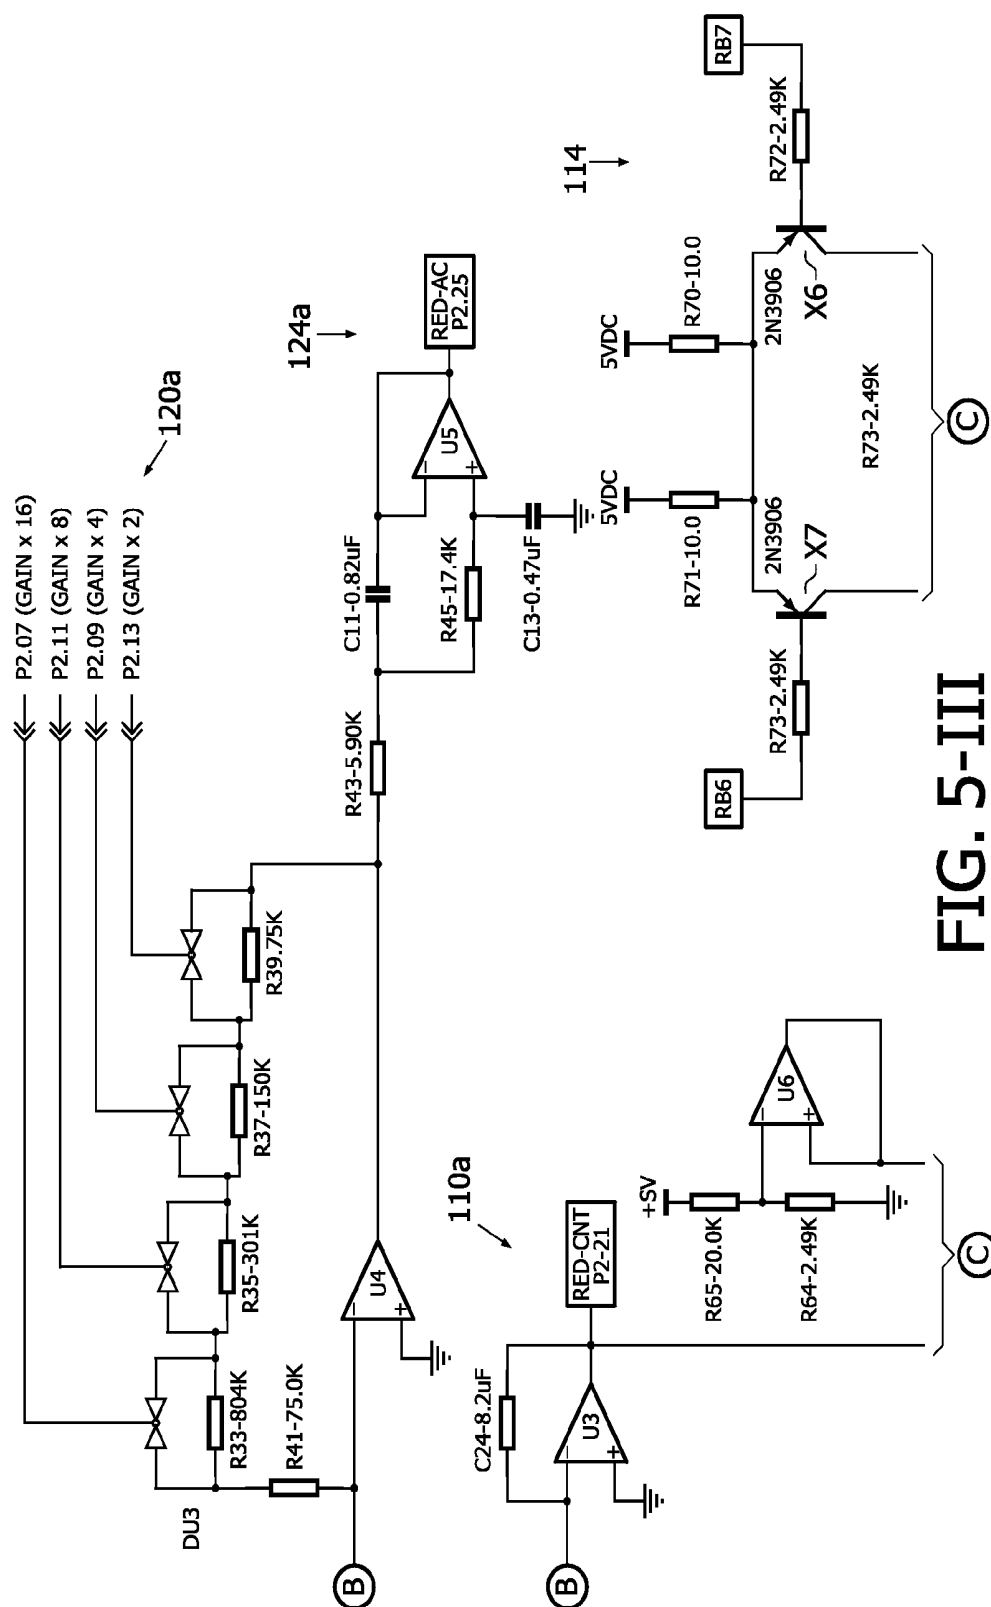 P2.07 (GAIN x 16)
P2.11 (GAIN x 8)
P2.09 (GAIN x 4)
P2.13 (GAIN x 2)
120a
DU3
R33-804K
R35-301K
R37-150K
R39.75K
R41-75.0K
B
U4
R43-5.90K
C11-0.82uF
R45-17.4K
C13-0.47uF
U5
RED-AC
P2.25
124a
110a
B
C24-8.2uF
U3
RED-CNT
P2-21
+SV
R65-20.0K
R64-2.49K
U6
C
114
RB6
R73-2.49K
2N3906
X7
5VDC
R71-10.0
5VDC
R70-10.0
2N3906
X6
R72-2.49K
RB7
R73-2.49K
C
FIG. 5-III